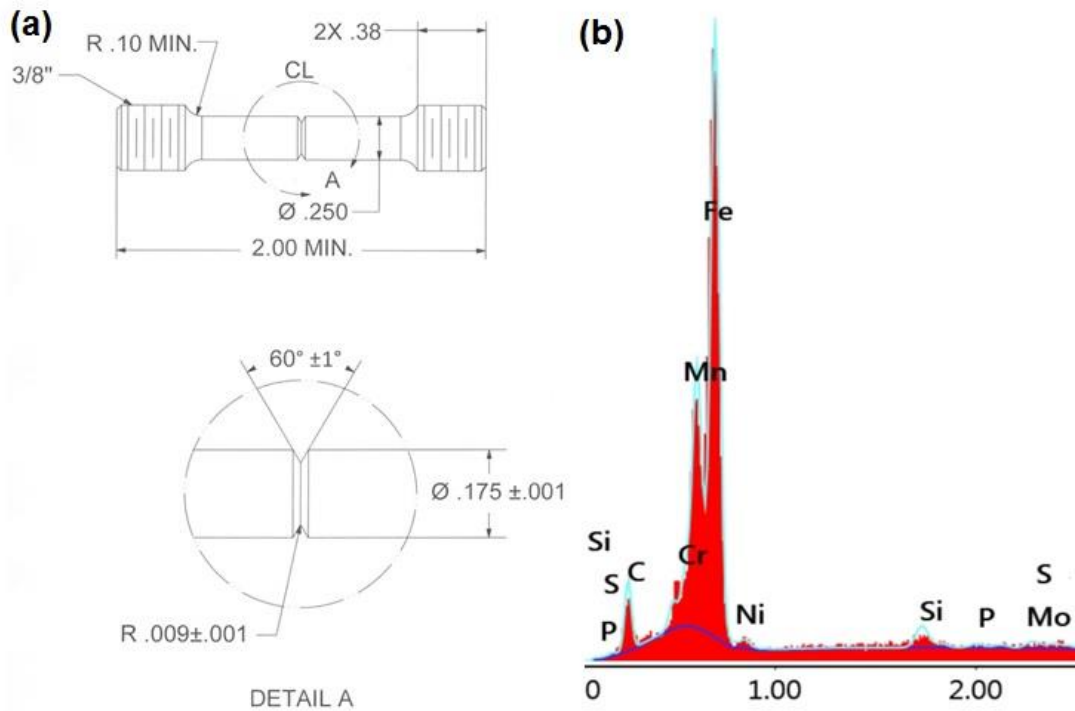 (a)
R .10 MIN.
2X .38
3/8"
CL
A
Ø .250
2.00 MIN.
60° ±1°
Ø .175 ±.001
R .009±.001
DETAIL A
(b)
Fe
Mn
Si
S
C
P
Cr
Ni
Si
P
S
Mo
0 1.00 2.00